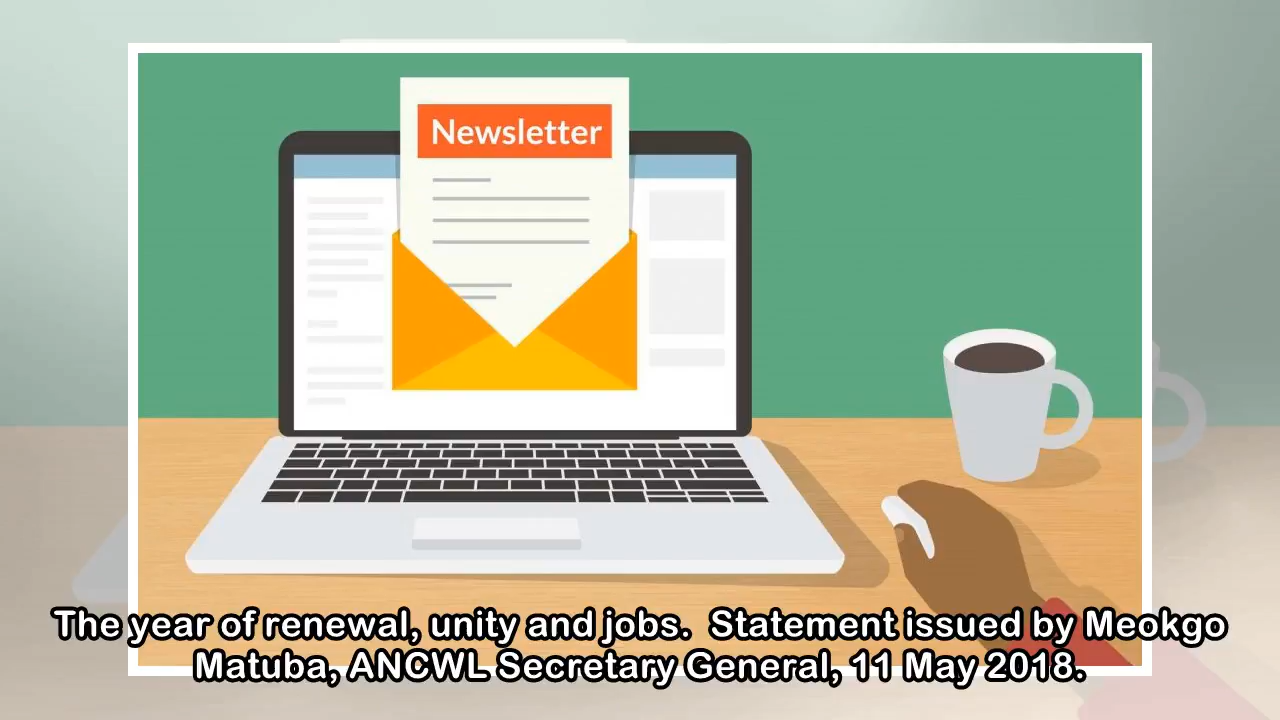 Newsletter
The year of renewal, unity and jobs.  Statement issued by Meokgo
Matuba, ANCWL Secretary General, 11 May 2018.